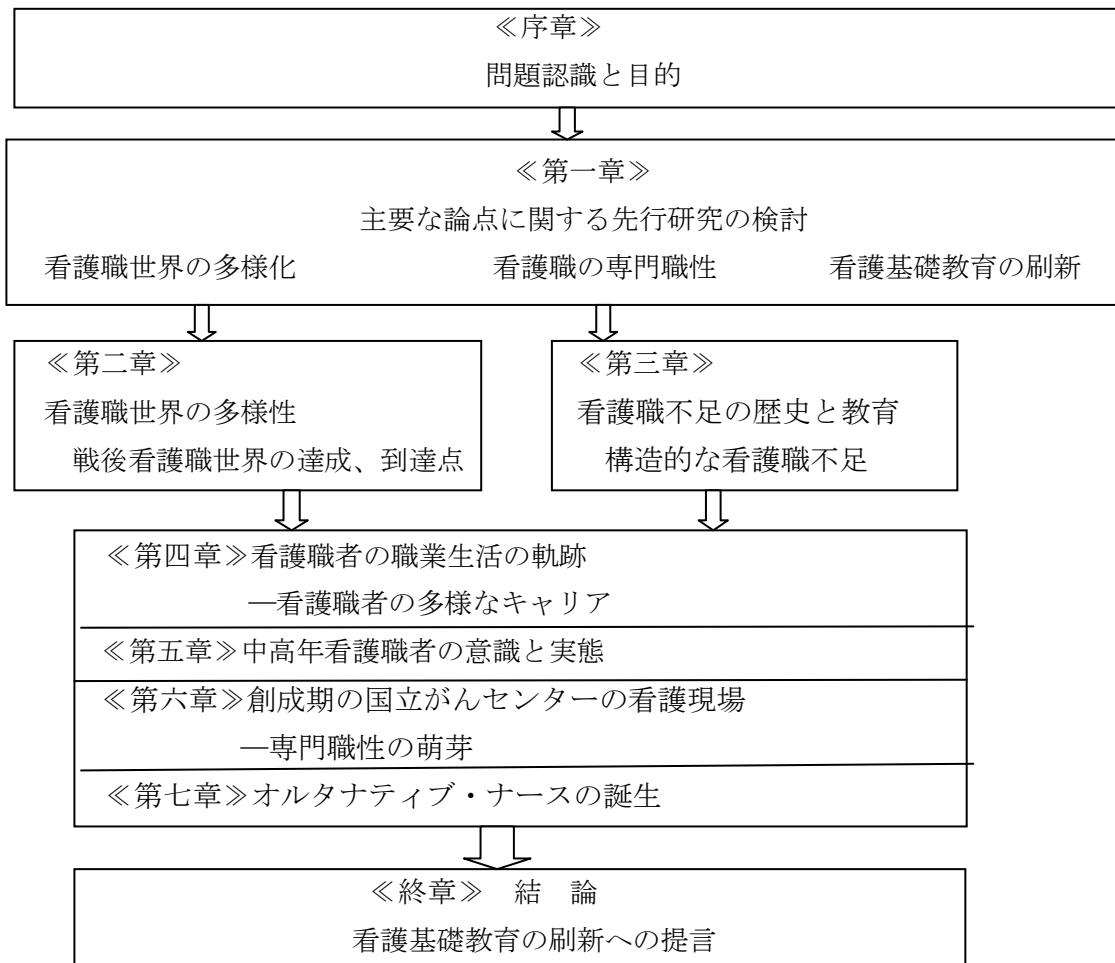 ≪序章≫
問題認識と目的
≪第一章≫
主要な論点に関する先行研究の検討
看護職世界の多様化 看護職の専門職性 看護基礎教育の刷新
≪第二章≫
看護職世界の多様性
戦後看護職世界の達成、到達点
≪第三章≫
看護職不足の歴史と教育
構造的な看護職不足
≪第四章≫看護職者の職業生活の軌跡
―看護職者の多様なキャリア
≪第五章≫中高年看護職者の意識と実態
≪第六章≫創成期の国立がんセンターの看護現場
―専門職性の萌芽
≪第七章≫オルタナティブ・ナースの誕生
≪終章≫ 結 論
看護基礎教育の刷新への提言